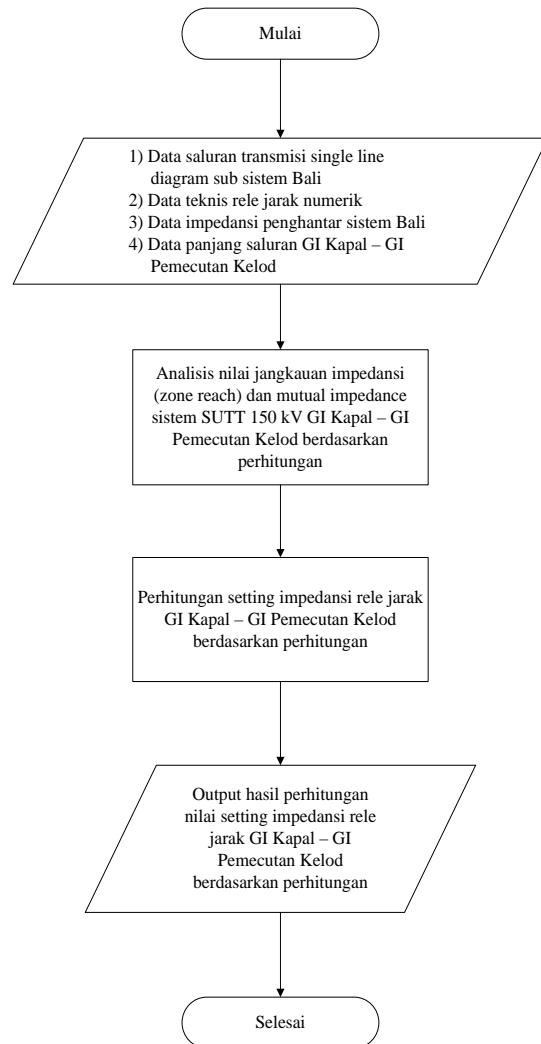 Mulai
1) Data saluran transmisi single line
diagram sub sistem Bali
2) Data teknis rele jarak numerik
3) Data impedansi penghantar sistem Bali
4) Data panjang saluran GI Kapal – GI
Pemecutan Kelod
Analisis nilai jangkauan impedansi
(zone reach) dan mutual impedance
sistem SUTT 150 kV GI Kapal – GI
Pemecutan Kelod berdasarkan
perhitungan
Perhitungan setting impedansi rele jarak
GI Kapal – GI Pemecutan Kelod
berdasarkan perhitungan
Output hasil perhitungan
nilai setting impedansi rele
jarak GI Kapal – GI
Pemecutan Kelod
berdasarkan perhitungan
Selesai